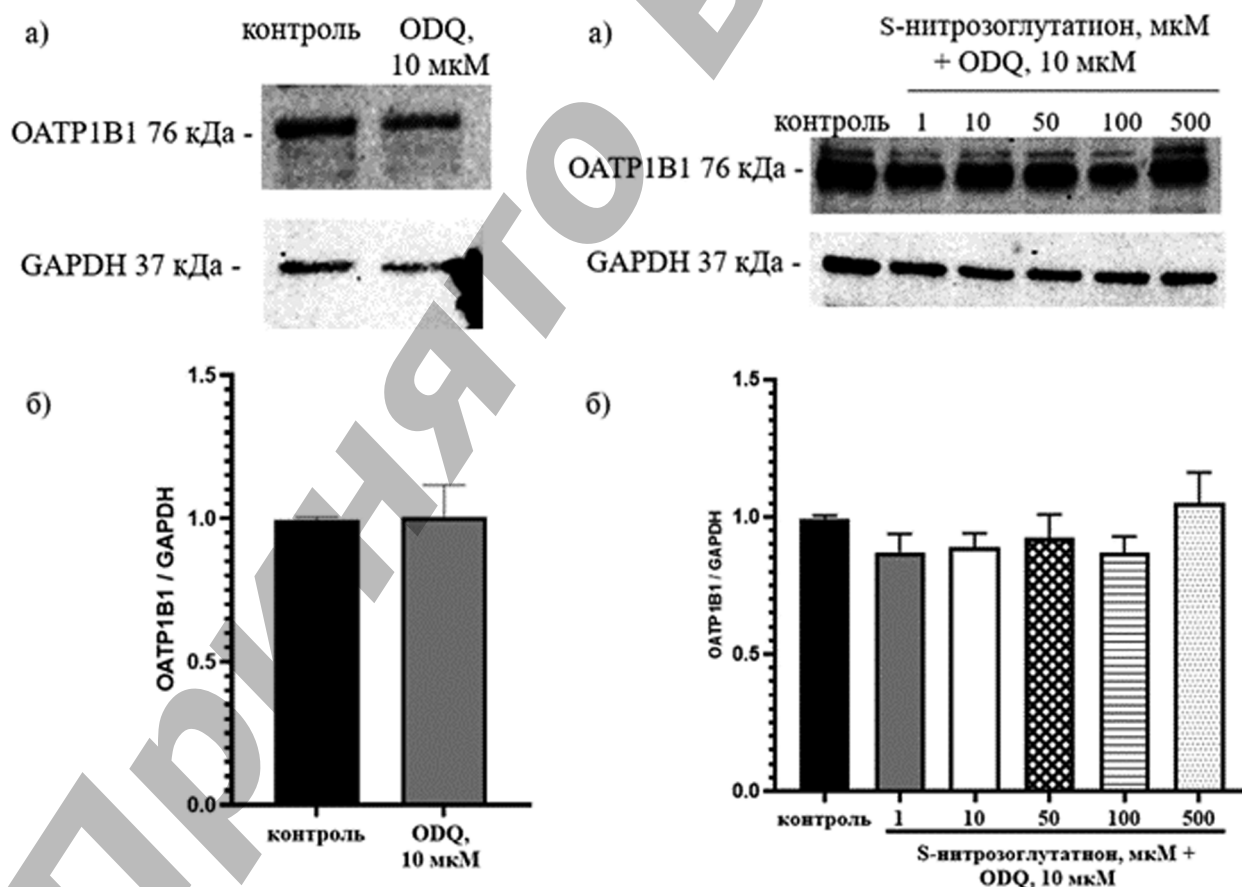 а)
контроль
ODQ,
10 мкМ
OATP1B1 76 кДа -
GAPDH 37 кДа -
б)
1.5
1.0
0.5
0.0
OATP1B1 / GAPDH
контроль
ODQ,
10 мкМ
а)
S-нитрозоглутатион, мкМ
+ ODQ, 10 мкМ
контроль 1 10 50 100 500
OATP1B1 76 кДа -
GAPDH 37 кДа -
б)
1.5
1.0
0.5
0.0
OATP1B1 / GAPDH
контроль 1 10 50 100 500
S-нитрозоглутатион, мкМ +
ODQ, 10 мкМ
Принято в